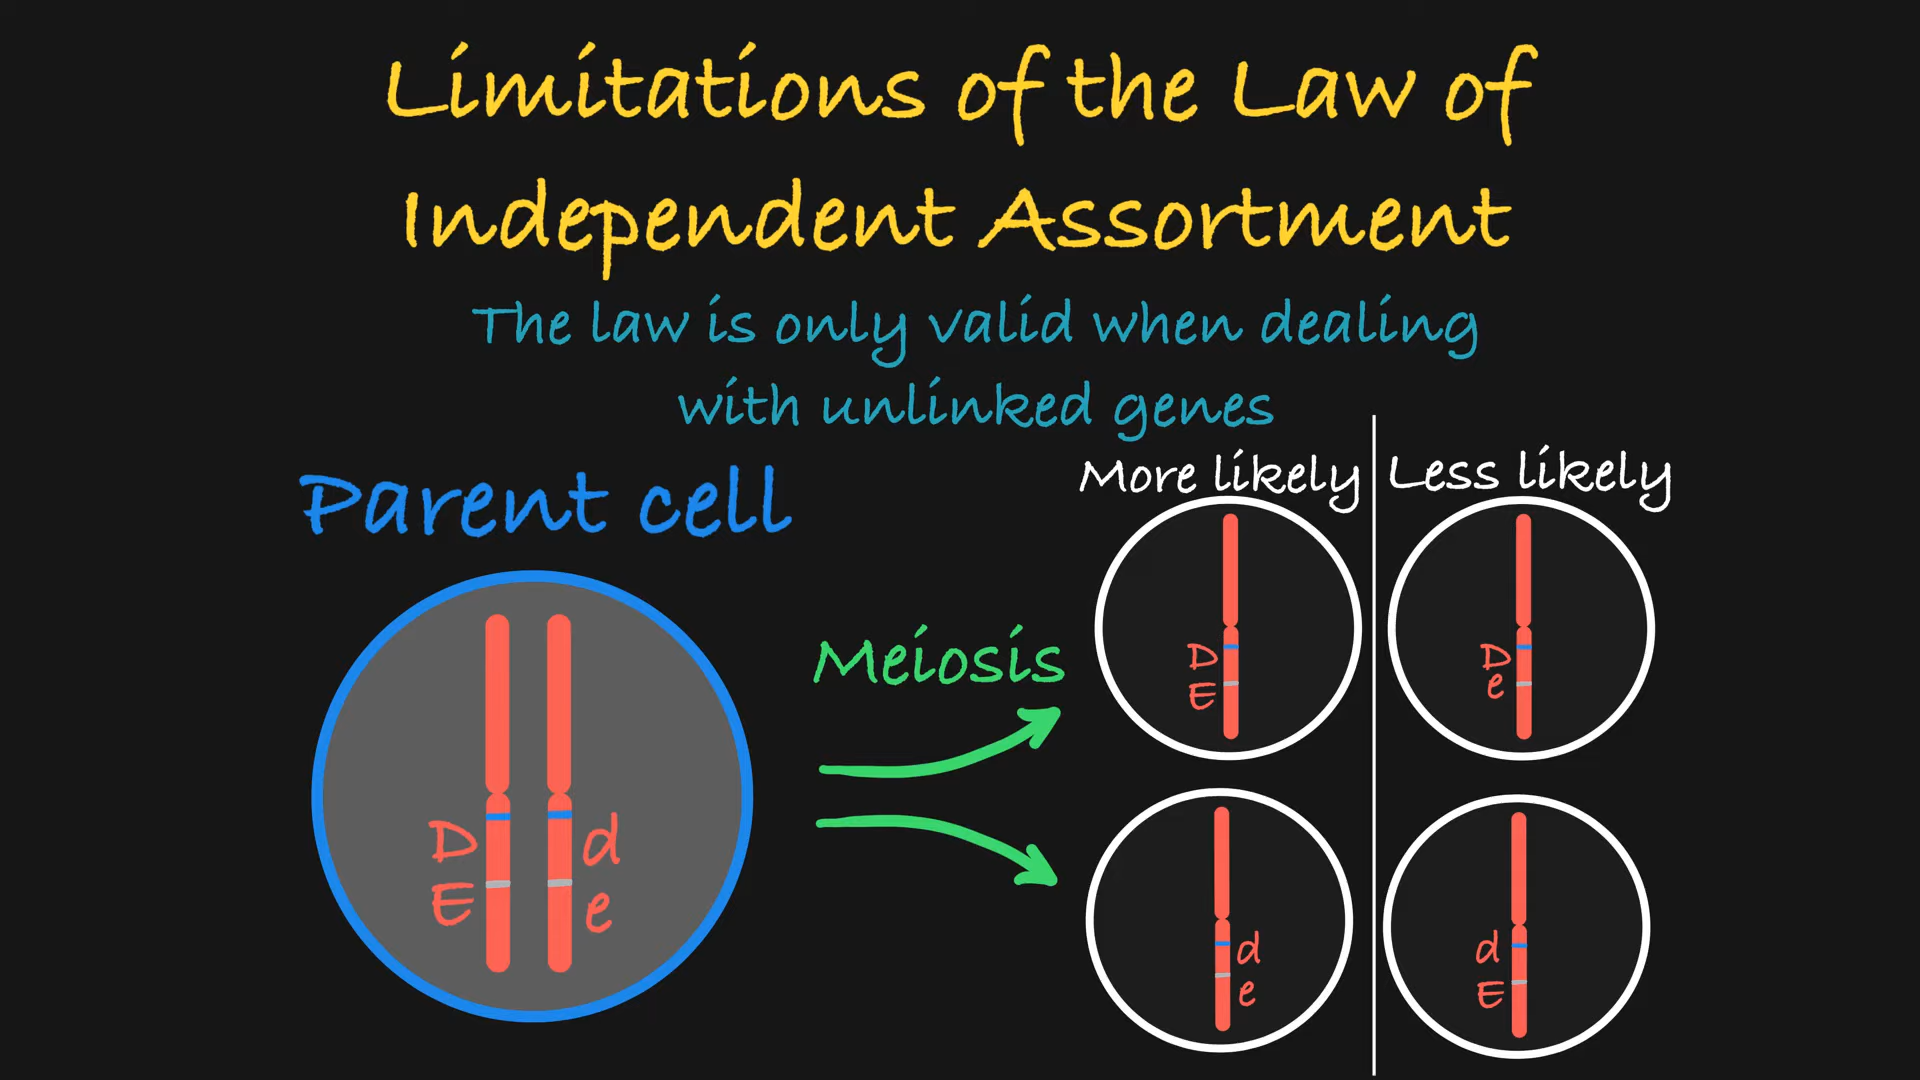 Limitations of the Law of
Independent Assortment
The law is only valid when dealing
with unlinked genes
Parent cell
D
E
d
e
Meiosis
More likely
Less likely
D
E
D
e
d
e
d
E